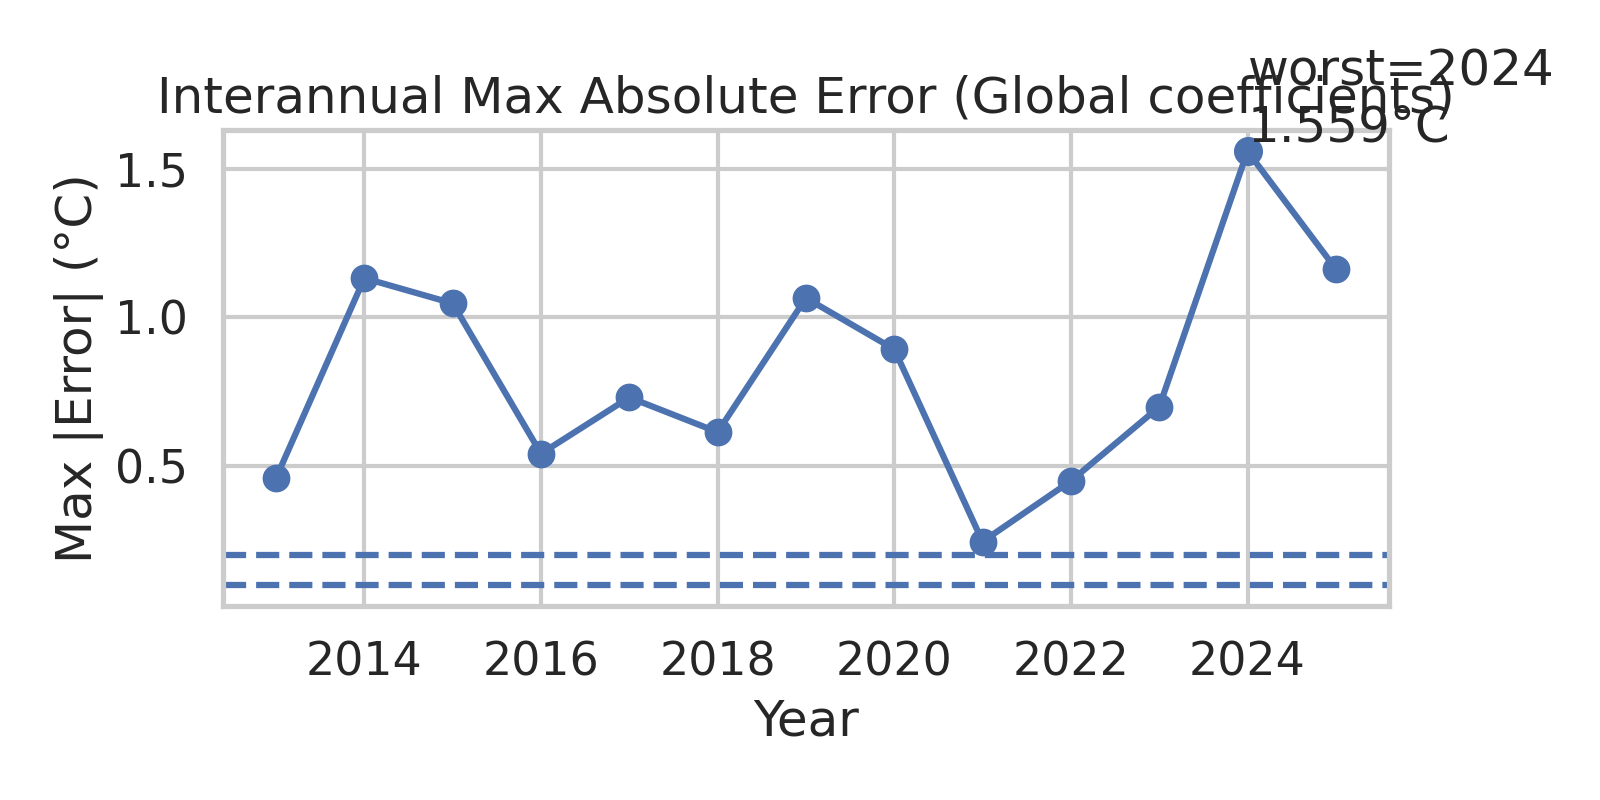 worst=2024
1.559°C
Interannual Max Absolute Error (Global coefficients)
Max |Error| (°C)
1.5
1.0
0.5
2014 2016 2018 2020 2022 2024
Year